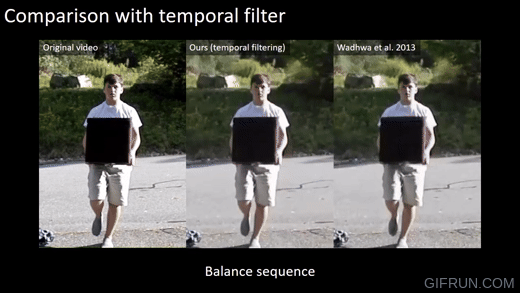 Comparison with temporal filter
Original video
Ours (temporal filtering)
Wadhwa et al. 2013
Balance sequence
GIFRUN.COM